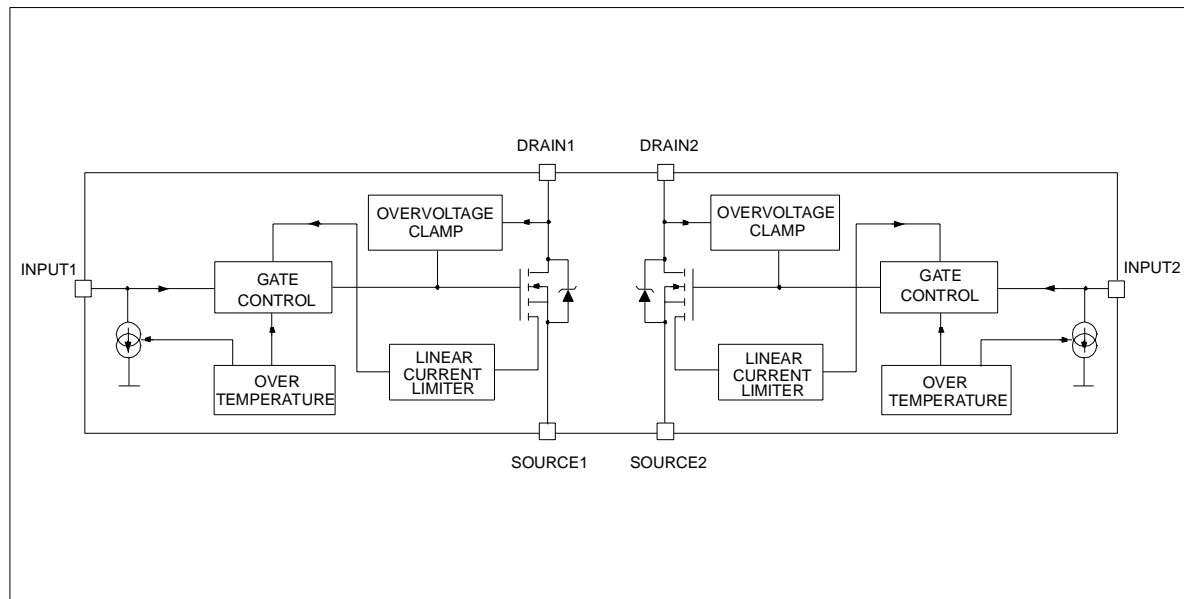 DRAIN1
DRAIN2
OVERVOLTAGE
CLAMP
OVERVOLTAGE
CLAMP
INPUT1
GATE
CONTROL
GATE
CONTROL
INPUT2
LINEAR
CURRENT
LIMITER
LINEAR
CURRENT
LIMITER
OVER
TEMPERATURE
OVER
TEMPERATURE
SOURCE1
SOURCE2